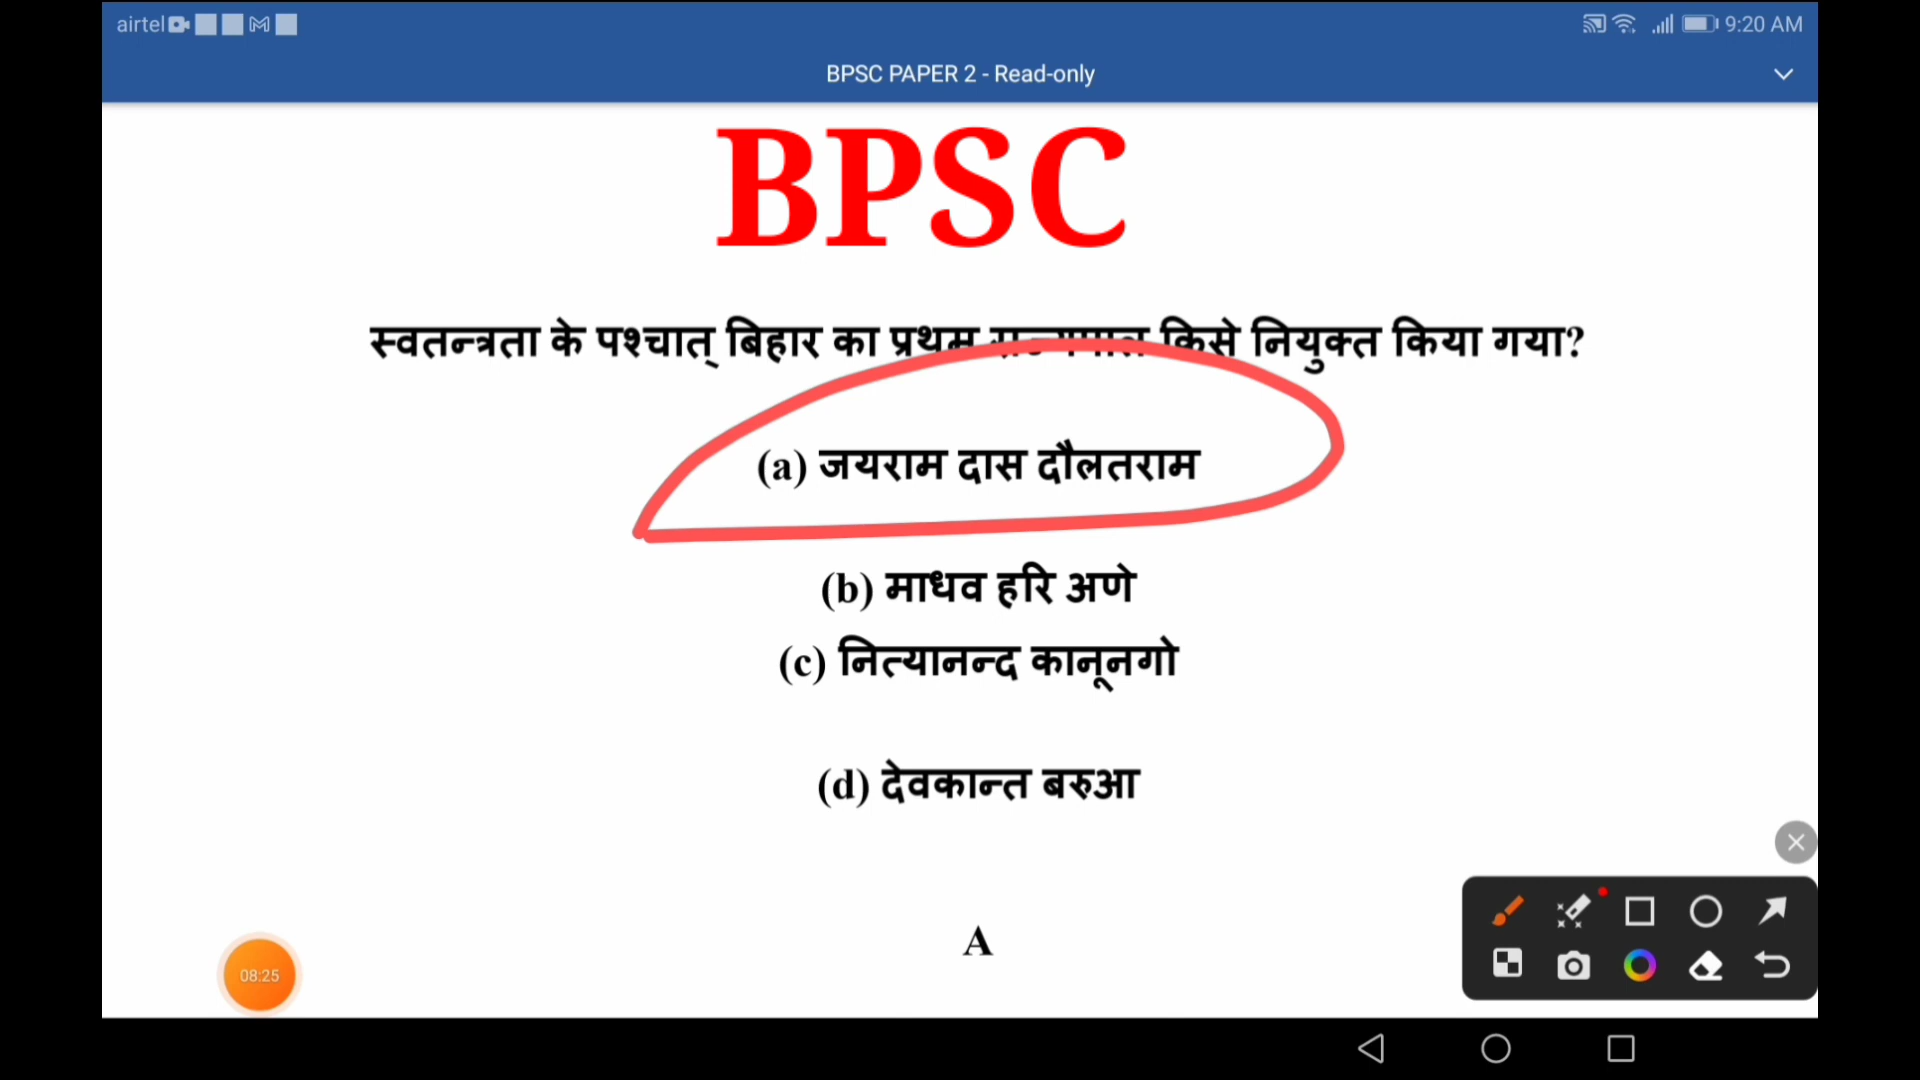 airtel 9:20 AM
BPSC PAPER 2 - Read-only
BPSC
स्वतन्त्रता के पश्चात् बिहार का प्रथम राज्यपाल किसे नियुक्त किया गया?
(a) जयराम दास दौलतराम
(b) माधव हरि अणे
(c) नित्यानन्द कानूनगो
(d) देवकान्त बरुआ
A
08:25